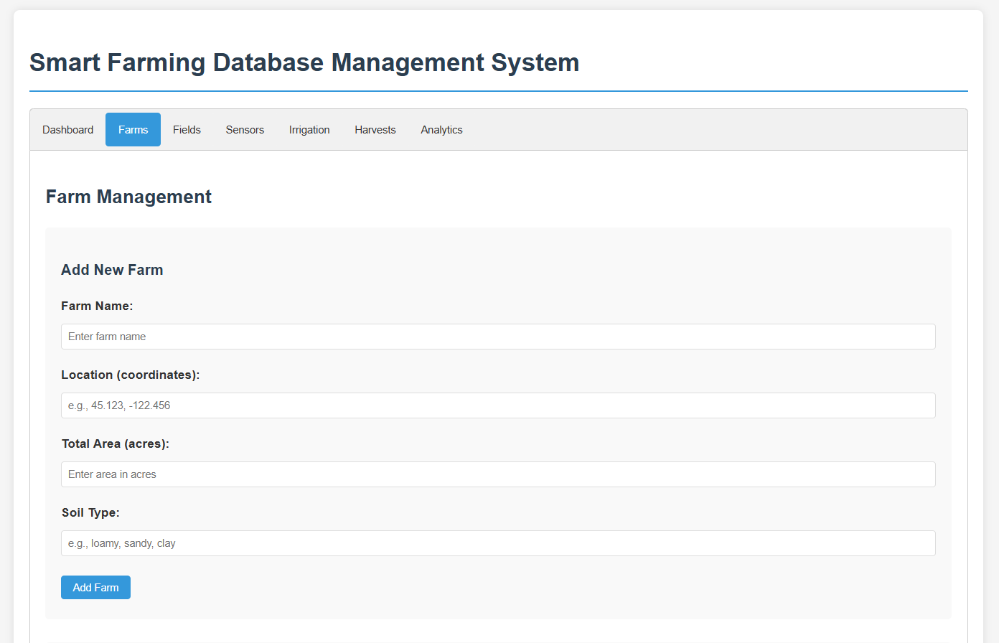 Smart Farming Database Management System
Dashboard Farms Fields Sensors Irrigation Harvests Analytics
Farm Management
Add New Farm
Farm Name:
Enter farm name
Location (coordinates):
e.g., 45.123, -122.456
Total Area (acres):
Enter area in acres
Soil Type:
e.g., loamy, sandy, clay
Add Farm